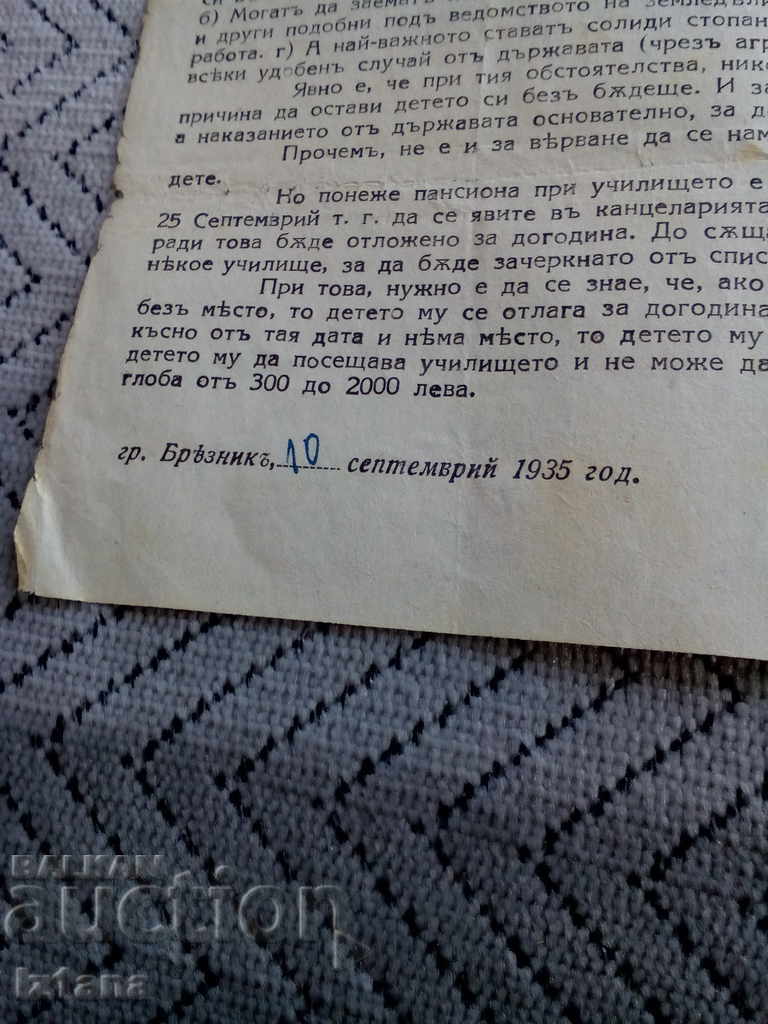 б) Могатъ да заематъ
и други подобни подъ ведомството на земледѣли
работа. г) А най-важното ставатъ солиди стопан
всѣки удобенъ случай отъ държавата (чрезъ агр
Явно е, че при тия обстоятелства, ник
причина да остави детето си безъ бѫдеще. И за
а наказанието отъ държавата основателно, за д
Прочемъ, не е и за вѣрване да се нам
дете.
Но понеже пансиона при училището е
25 Септемврий т. г. да се явите въ канцеларията
ради това бѫде отложено за догодина. До сѫща
нѣкое училище, за да бѫде зачеркнато отъ спис
При това, нужно е да се знае, че, ако
безъ мѣсто, то детето му се отлага за догодина
късно отъ тая дата и нѣма мѣсто, то детето му
детето му да посещава училището и не може да
глоба отъ 300 до 2000 лева.
гр. Брѣзникъ, 10 септемврий 1935 год.
BALKAN
auction
Iztana